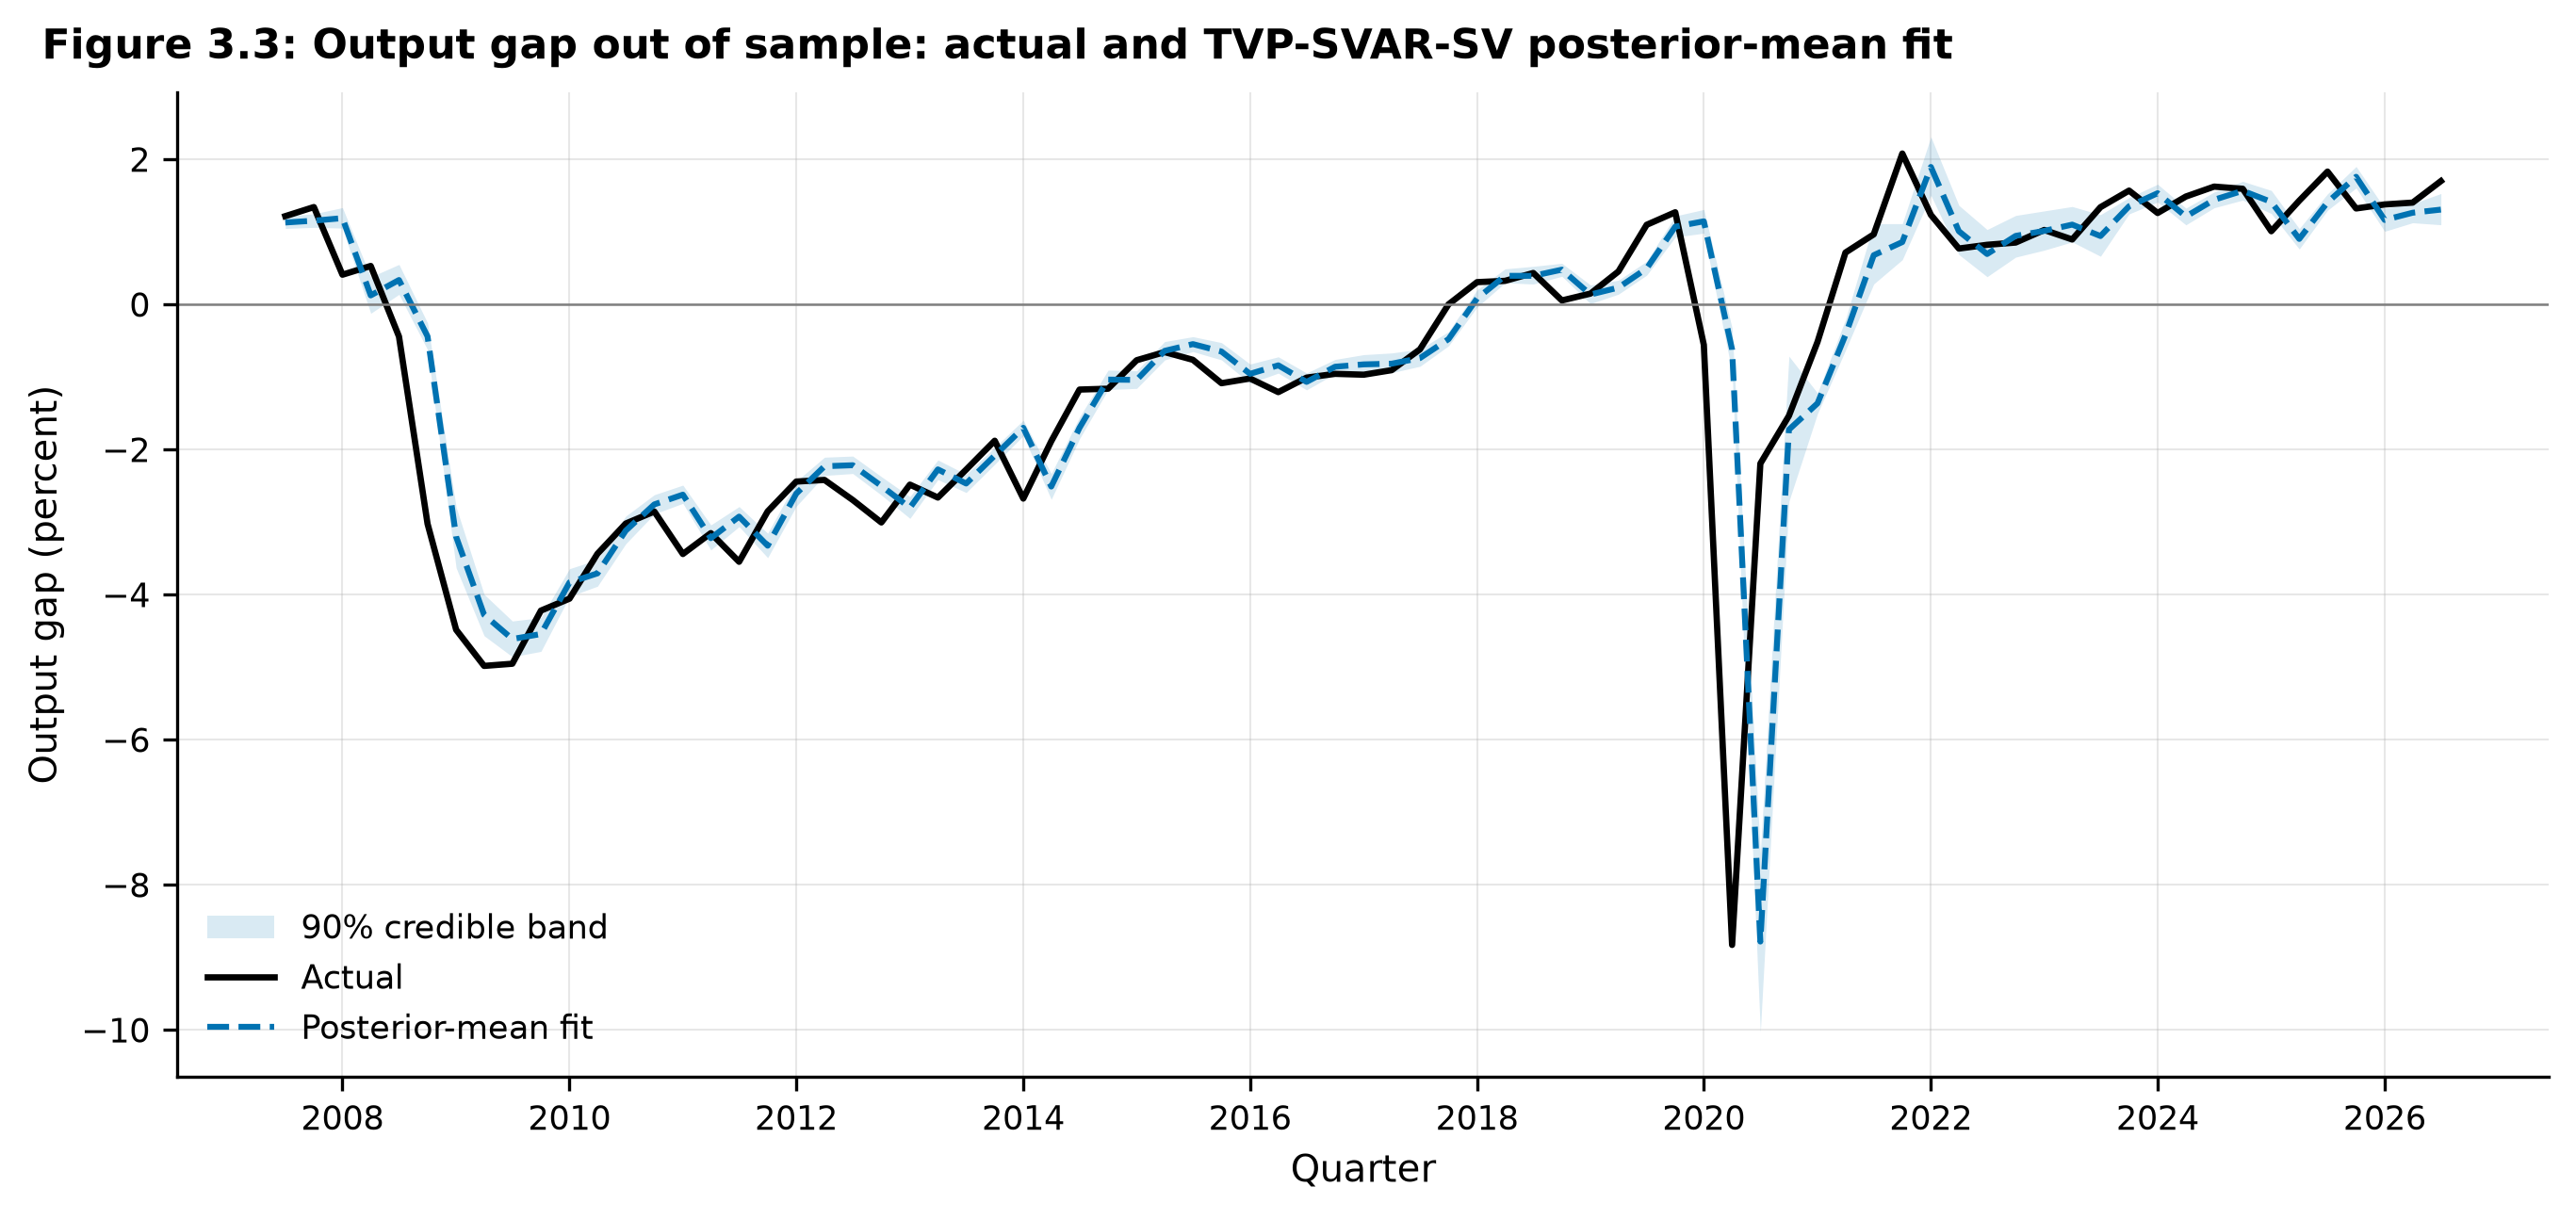 Figure 3.3: Output gap out of sample: actual and TVP-SVAR-SV posterior-mean fit
Output gap (percent)
2
0
−2
−4
−6
−8
−10
90% credible band
Actual
Posterior-mean fit
2008 2010 2012 2014 2016 2018 2020 2022 2024 2026
Quarter